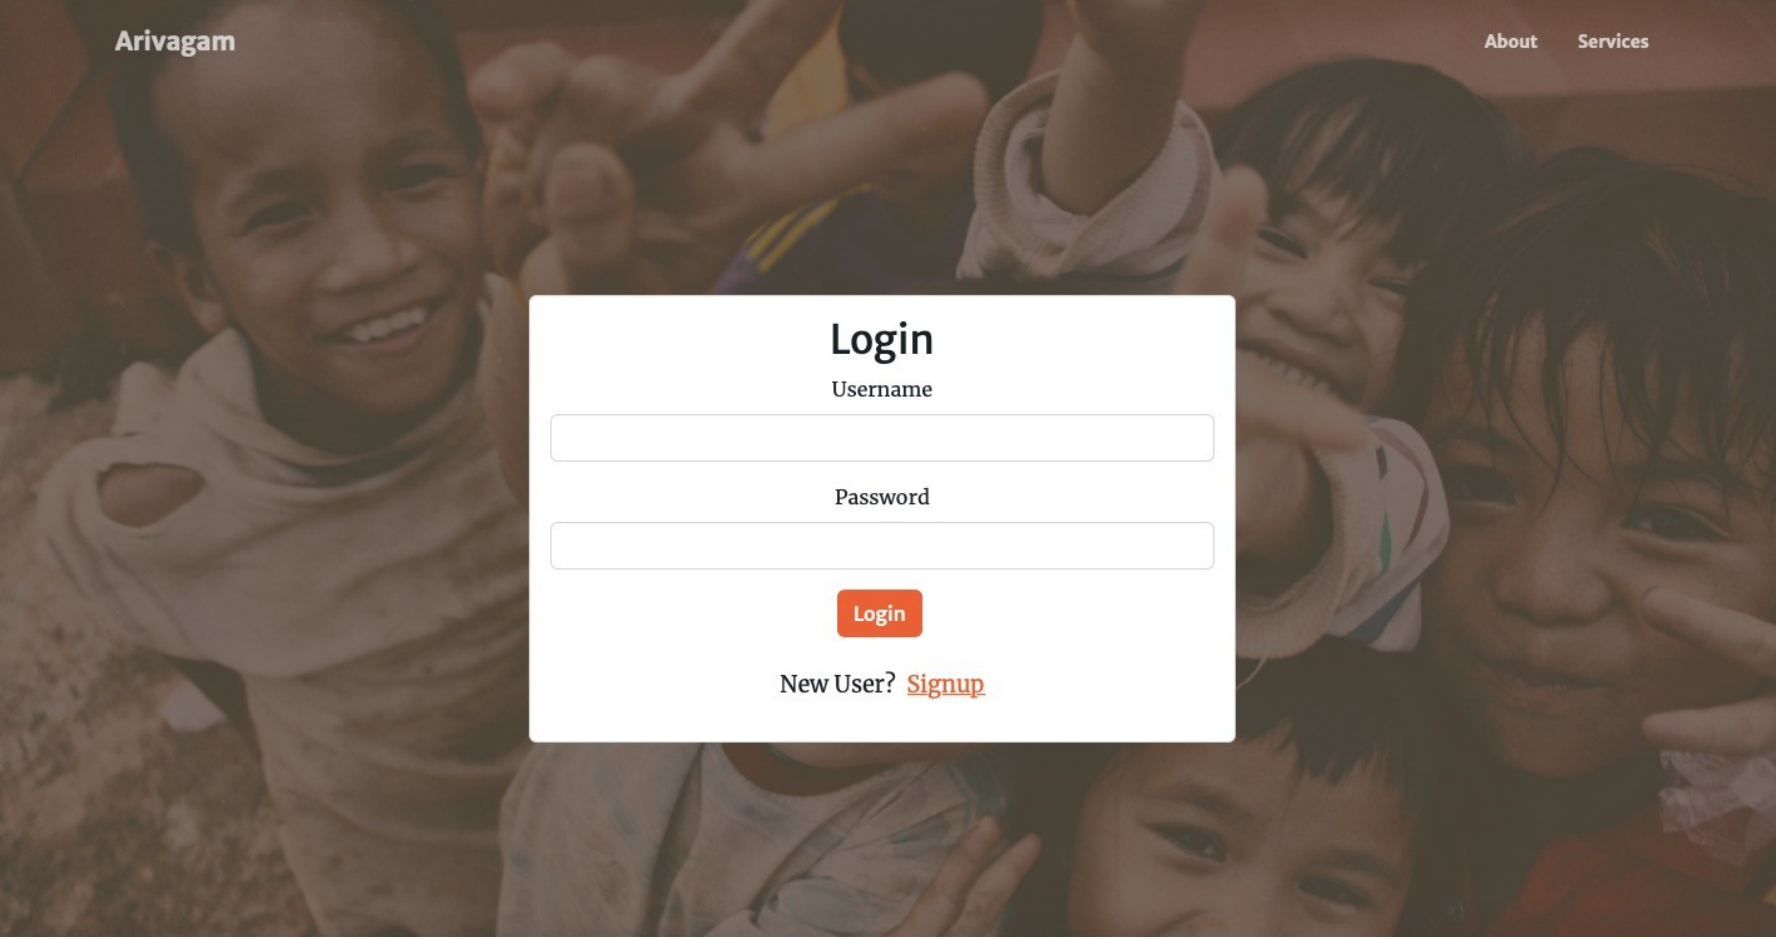 Arivagam
About Services
Login
Username
Password
Login
New User? Signup